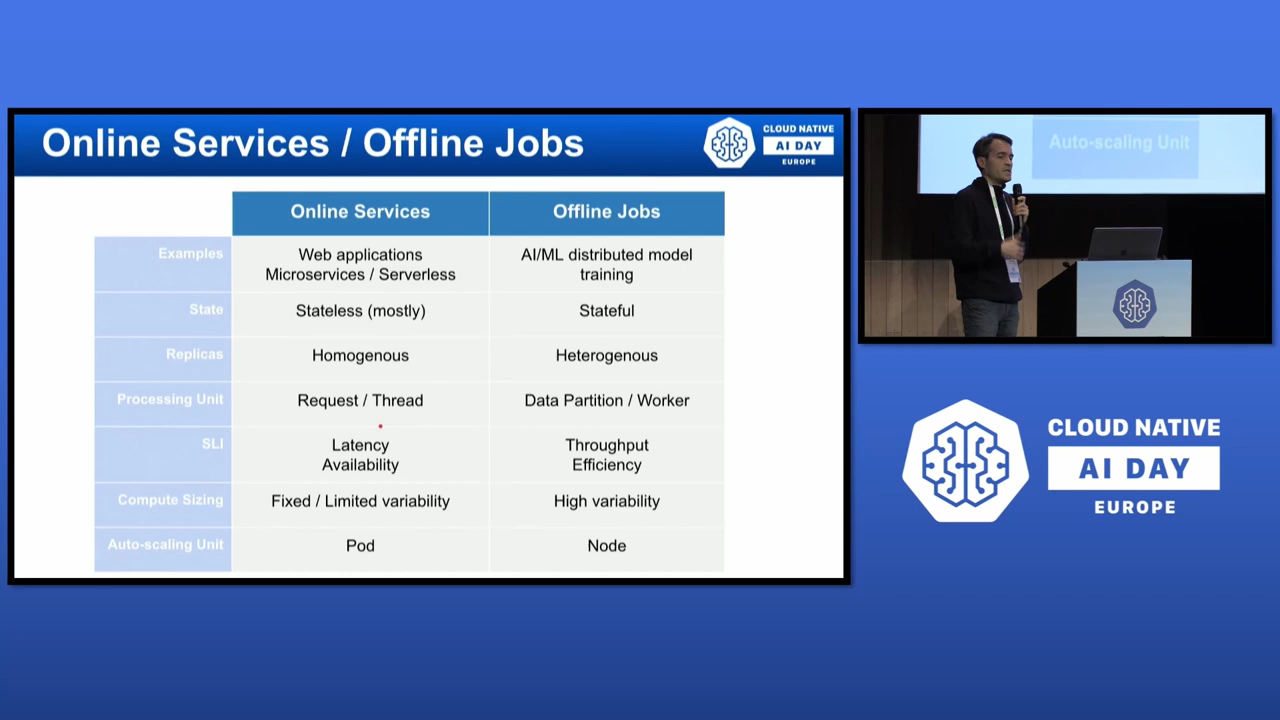 Online Services / Offline Jobs
CLOUD NATIVE
AI DAY
EUROPE
Online Services
Offline Jobs
Examples
Web applications
Microservices / Serverless
AI/ML distributed model
training
State
Stateless (mostly)
Stateful
Replicas
Homogenous
Heterogenous
Processing Unit
Request / Thread
Data Partition / Worker
SLI
Latency
Availability
Throughput
Efficiency
Compute Sizing
Fixed / Limited variability
High variability
Auto-scaling Unit
Pod
Node
Auto-scaling Unit
CLOUD NATIVE
AI DAY
EUROPE